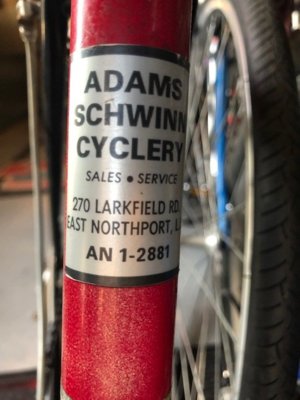 ADAMS
SCHWINN
CYCLERY
SALES • SERVICE
270 LARKFIELD RD.
EAST NORTHPORT, L.
AN 1-2881